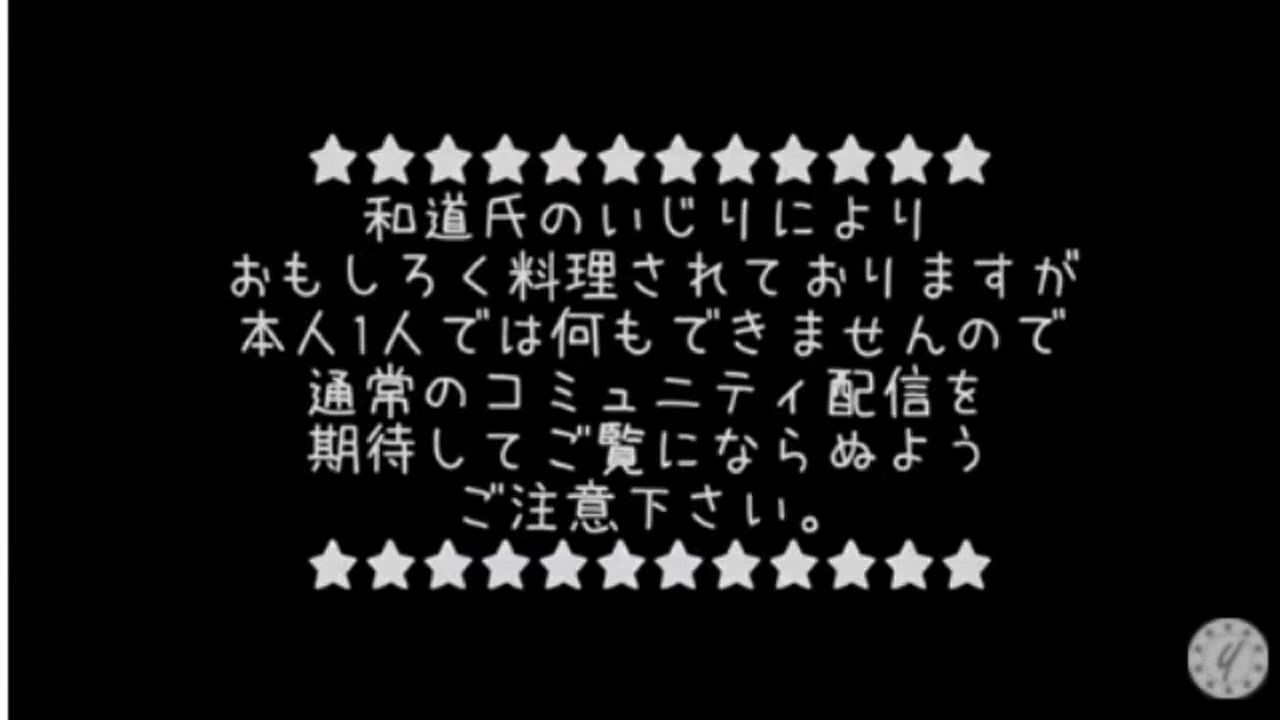 ★★★★★★★★★★★★
和道氏のいじりにより
おもしろく料理されておりますが
本人1人では何もできませんので
通常のコミュニティ配信を
期待してご覧にならぬよう
ご注意下さい。
★★★★★★★★★★★★
y